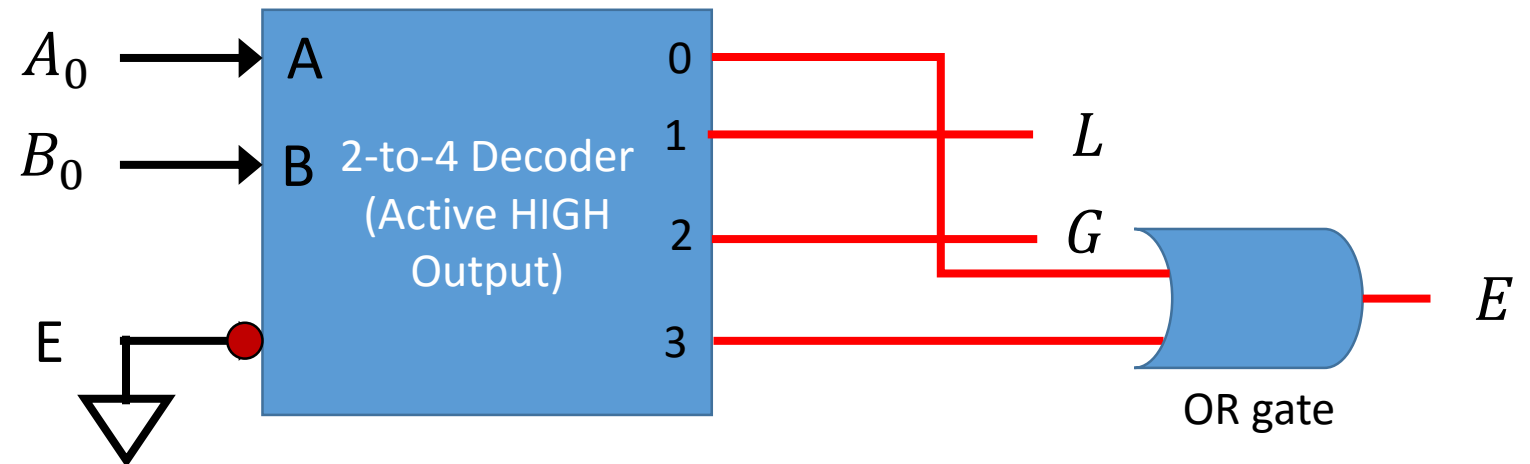 A₀
A
B₀
B
E
2-to-4 Decoder
(Active HIGH
Output)
0
1
2
3
L
G
E
OR gate